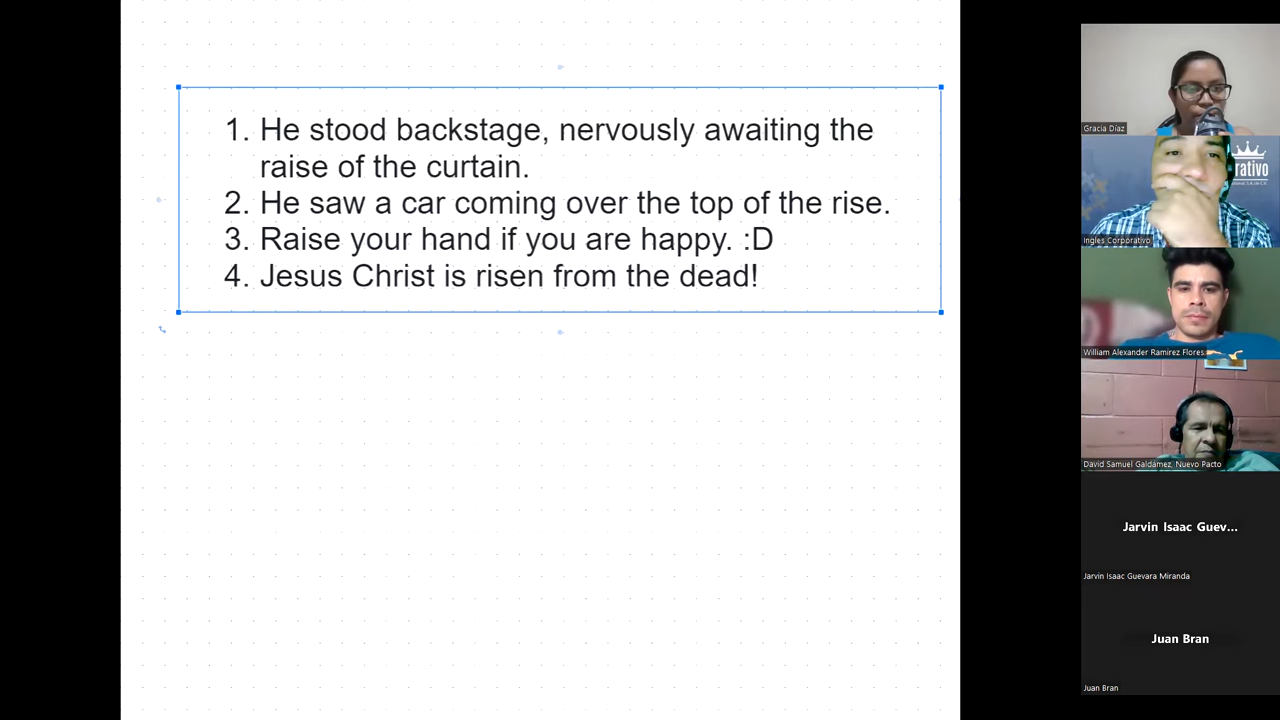 1. He stood backstage, nervously awaiting the
raise of the curtain.
2. He saw a car coming over the top of the rise.
3. Raise your hand if you are happy. :D
4. Jesus Christ is risen from the dead!
Gracia Díaz
rativo
Ingles Corporativo
William Alexander Ramirez Flores
David Samuel Galdámez, Nuevo Pacto
Jarvin Isaac Guev...
Jarvin Isaac Guevara Miranda
Juan Bran
Juan Bran